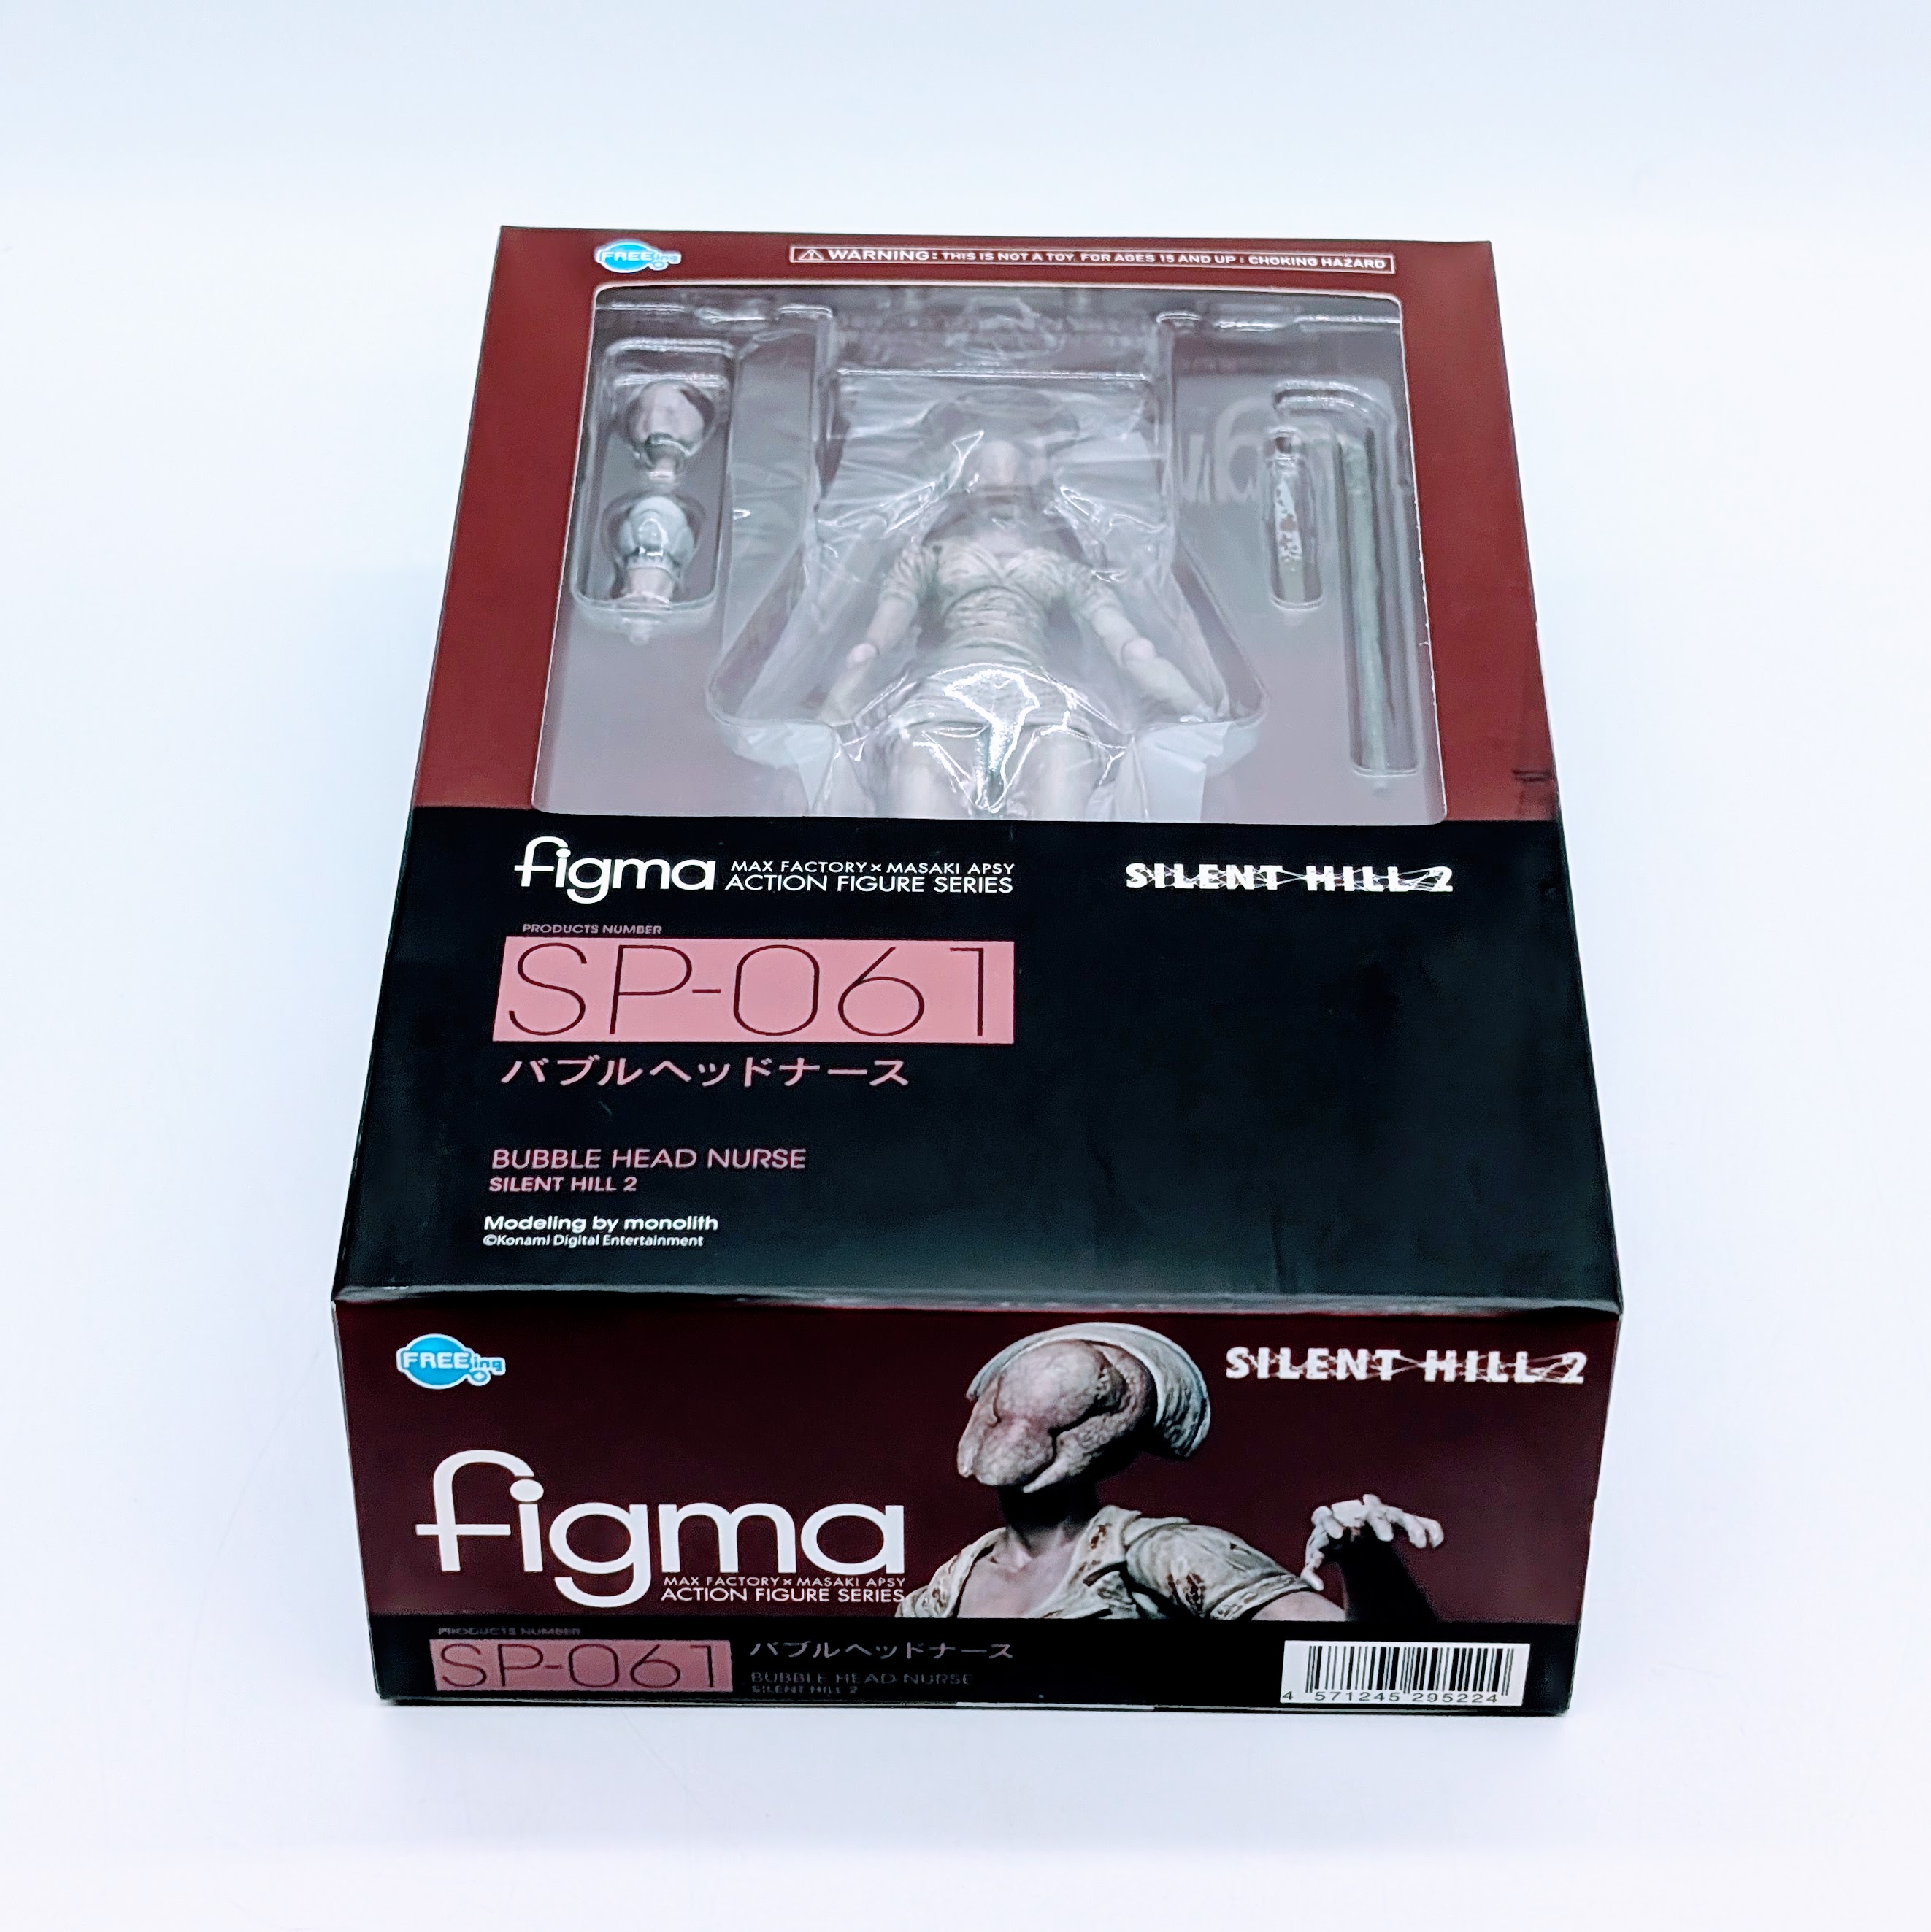 FREEing
WARNING: THIS IS NOT A TOY. FOR AGES 15 AND UP : CHOKING HAZARD
figma MAX FACTORY × MASAKI APSY
ACTION FIGURE SERIES
SILENT HILL 2
PRODUCTS NUMBER
SP-061
バブルヘッドナース
BUBBLE HEAD NURSE
SILENT HILL 2
Modeling by monolith
©Konami Digital Entertainment
FREEing
SILENT HILL 2
figma
MAX FACTORY × MASAKI APSY
ACTION FIGURE SERIES
PRODUCTS NUMBER
SP-061
バブルヘッドナース
BUBBLE HEAD NURSE
SILENT HILL 2
4 571245 295224